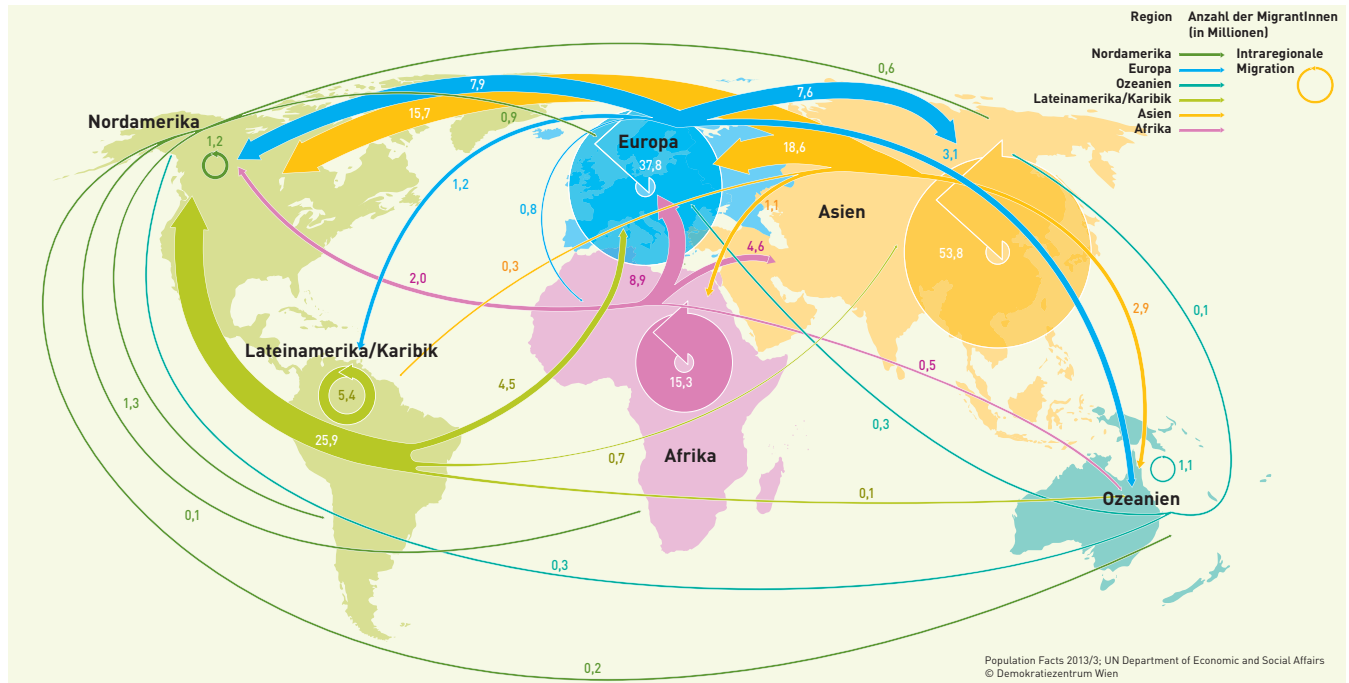 Region Anzahl der MigrantInnen
(in Millionen)
Nordamerika Intraregionale
Europa Migration
Ozeanien
Lateinamerika/Karibik
Asien
Afrika
0,6
7,9
7,6
15,7
0,9
Nordamerika
1,2
Europa
37,8
18,6
3,1
1,2
0,8
1,1
Asien
4,6
53,8
0,3
2,0
8,9
2,9
0,1
Lateinamerika/Karibik
0,5
15,3
4,5
5,4
1,3
0,3
25,9
0,7
Afrika
1,1
0,1
Ozeanien
0,1
0,3
0,2
Population Facts 2013/3; UN Department of Economic and Social Affairs
© Demokratiezentrum Wien